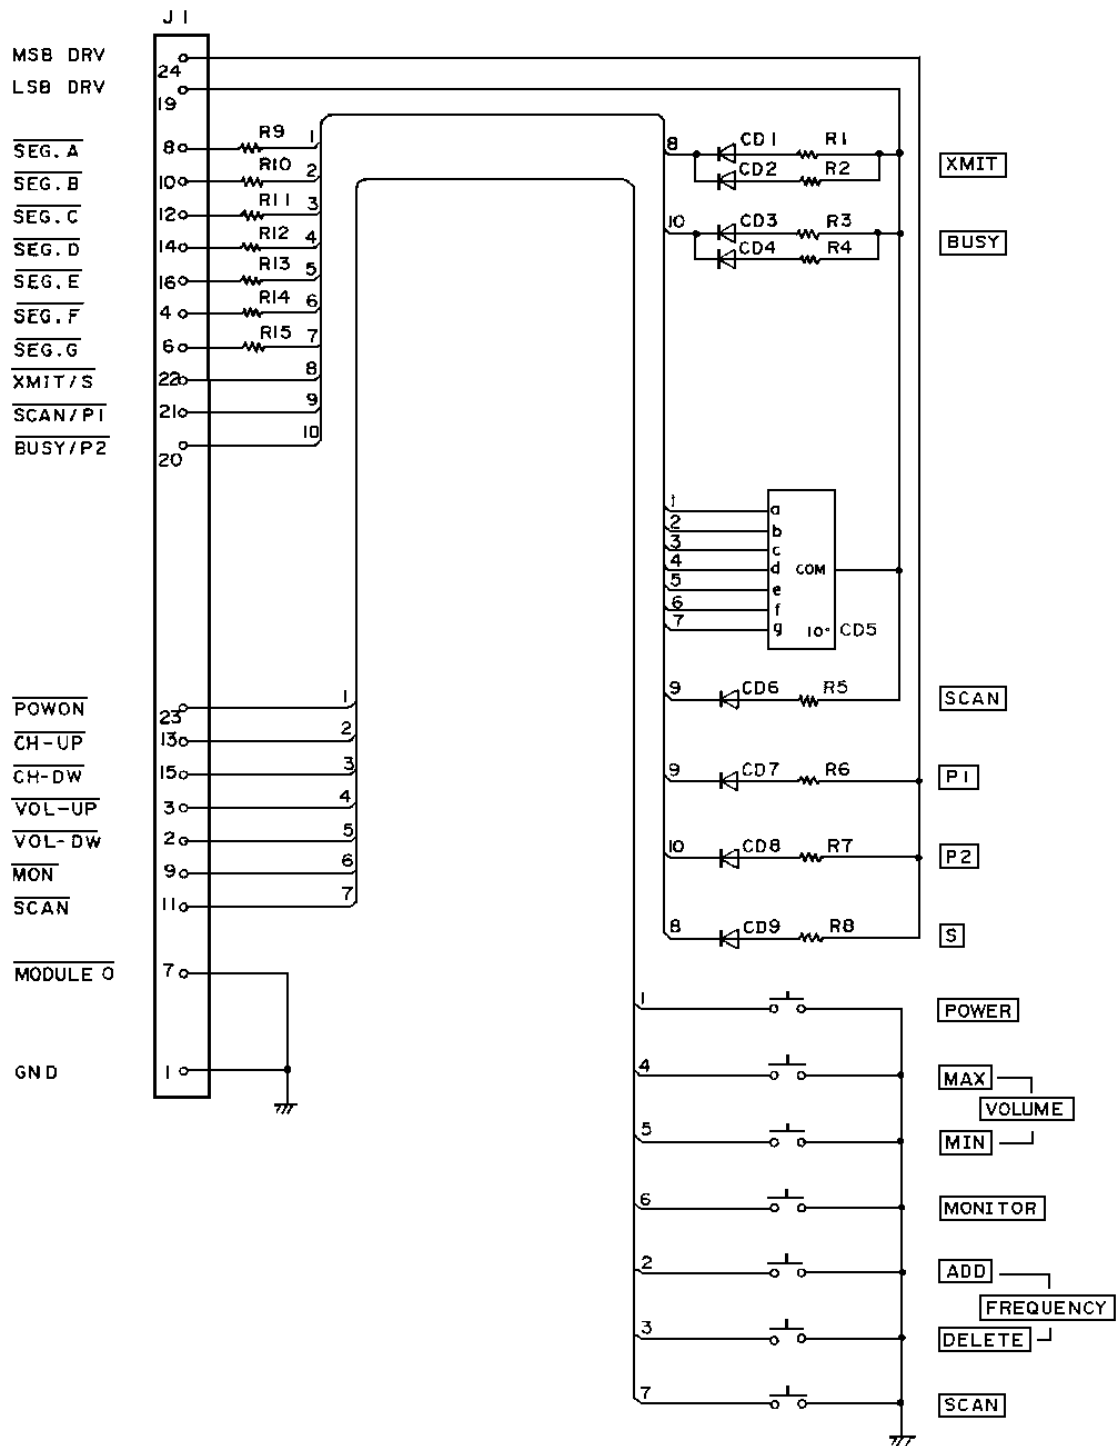 J1
MSB DRV
24
LSB DRV
19
SEG.A 8 R9 1
SEG.B 10 R10 2
SEG.C 12 R11 3
SEG.D 14 R12 4
SEG.E 16 R13 5
SEG.F 4 R14 6
SEG.G 6 R15 7
XMIT/S 22 8
SCAN/P1 21 9
BUSY/P2 20 10
8 CD1 R1 XMIT
CD2 R2
10 CD3 R3 BUSY
CD4 R4
1 a
2 b
3 c
4 d COM
5 e
6 f
7 g 10° CD5
9 CD6 R5 SCAN
9 CD7 R6 P1
10 CD8 R7 P2
8 CD9 R8 S
POWON 23 1
CH-UP 13 2
CH-DW 15 3
VOL-UP 3 4
VOL-DW 2 5
MON 9 6
SCAN 11 7
MODULE 0 7
GND 1
1 POWER
4 MAX
VOLUME
5 MIN
6 MONITOR
2 ADD
FREQUENCY
3 DELETE
7 SCAN